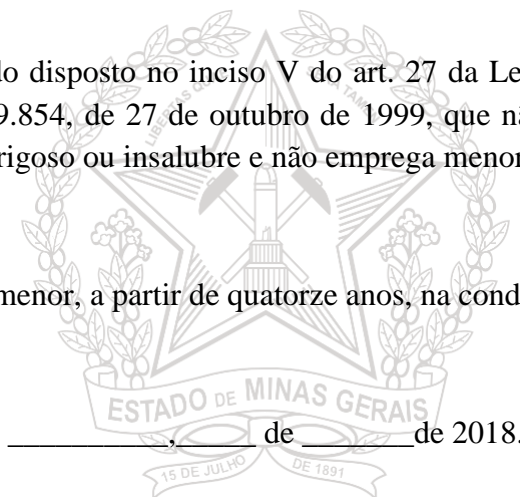 do disposto no inciso V do art. 27 da Le
9.854, de 27 de outubro de 1999, que n
rigoso ou insalubre e não emprega menor
menor, a partir de quatorze anos, na cond
ESTADO DE MINAS GERAIS
__________,_____ de _______de 2018.
15 DE JULHO DE 1891